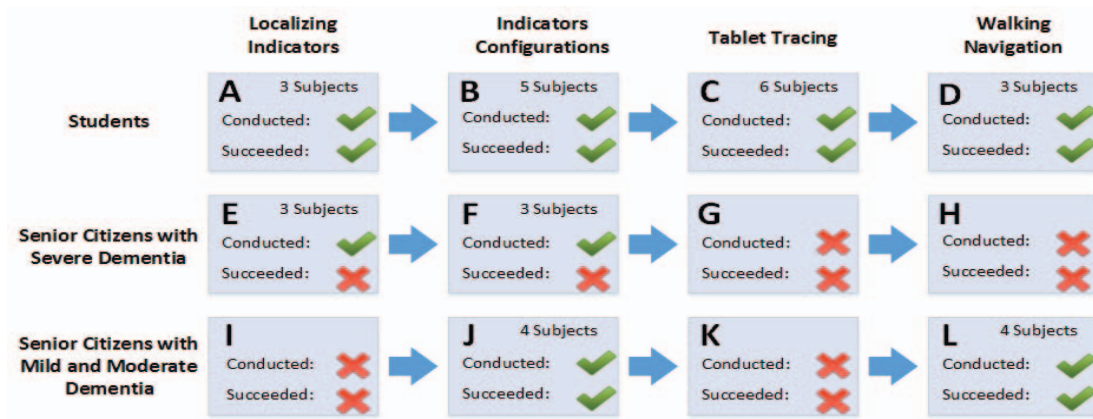 Localizing
Indicators
Indicators
Configurations
Tablet Tracing
Walking
Navigation
Students
A 3 Subjects
Conducted:
Succeeded:
B 5 Subjects
Conducted:
Succeeded:
C 6 Subjects
Conducted:
Succeeded:
D 3 Subjects
Conducted:
Succeeded:
Senior Citizens with
Severe Dementia
E 3 Subjects
Conducted:
Succeeded:
F 3 Subjects
Conducted:
Succeeded:
G
Conducted:
Succeeded:
H
Conducted:
Succeeded:
Senior Citizens with
Mild and Moderate
Dementia
I
Conducted:
Succeeded:
J 4 Subjects
Conducted:
Succeeded:
K
Conducted:
Succeeded:
L 4 Subjects
Conducted:
Succeeded: